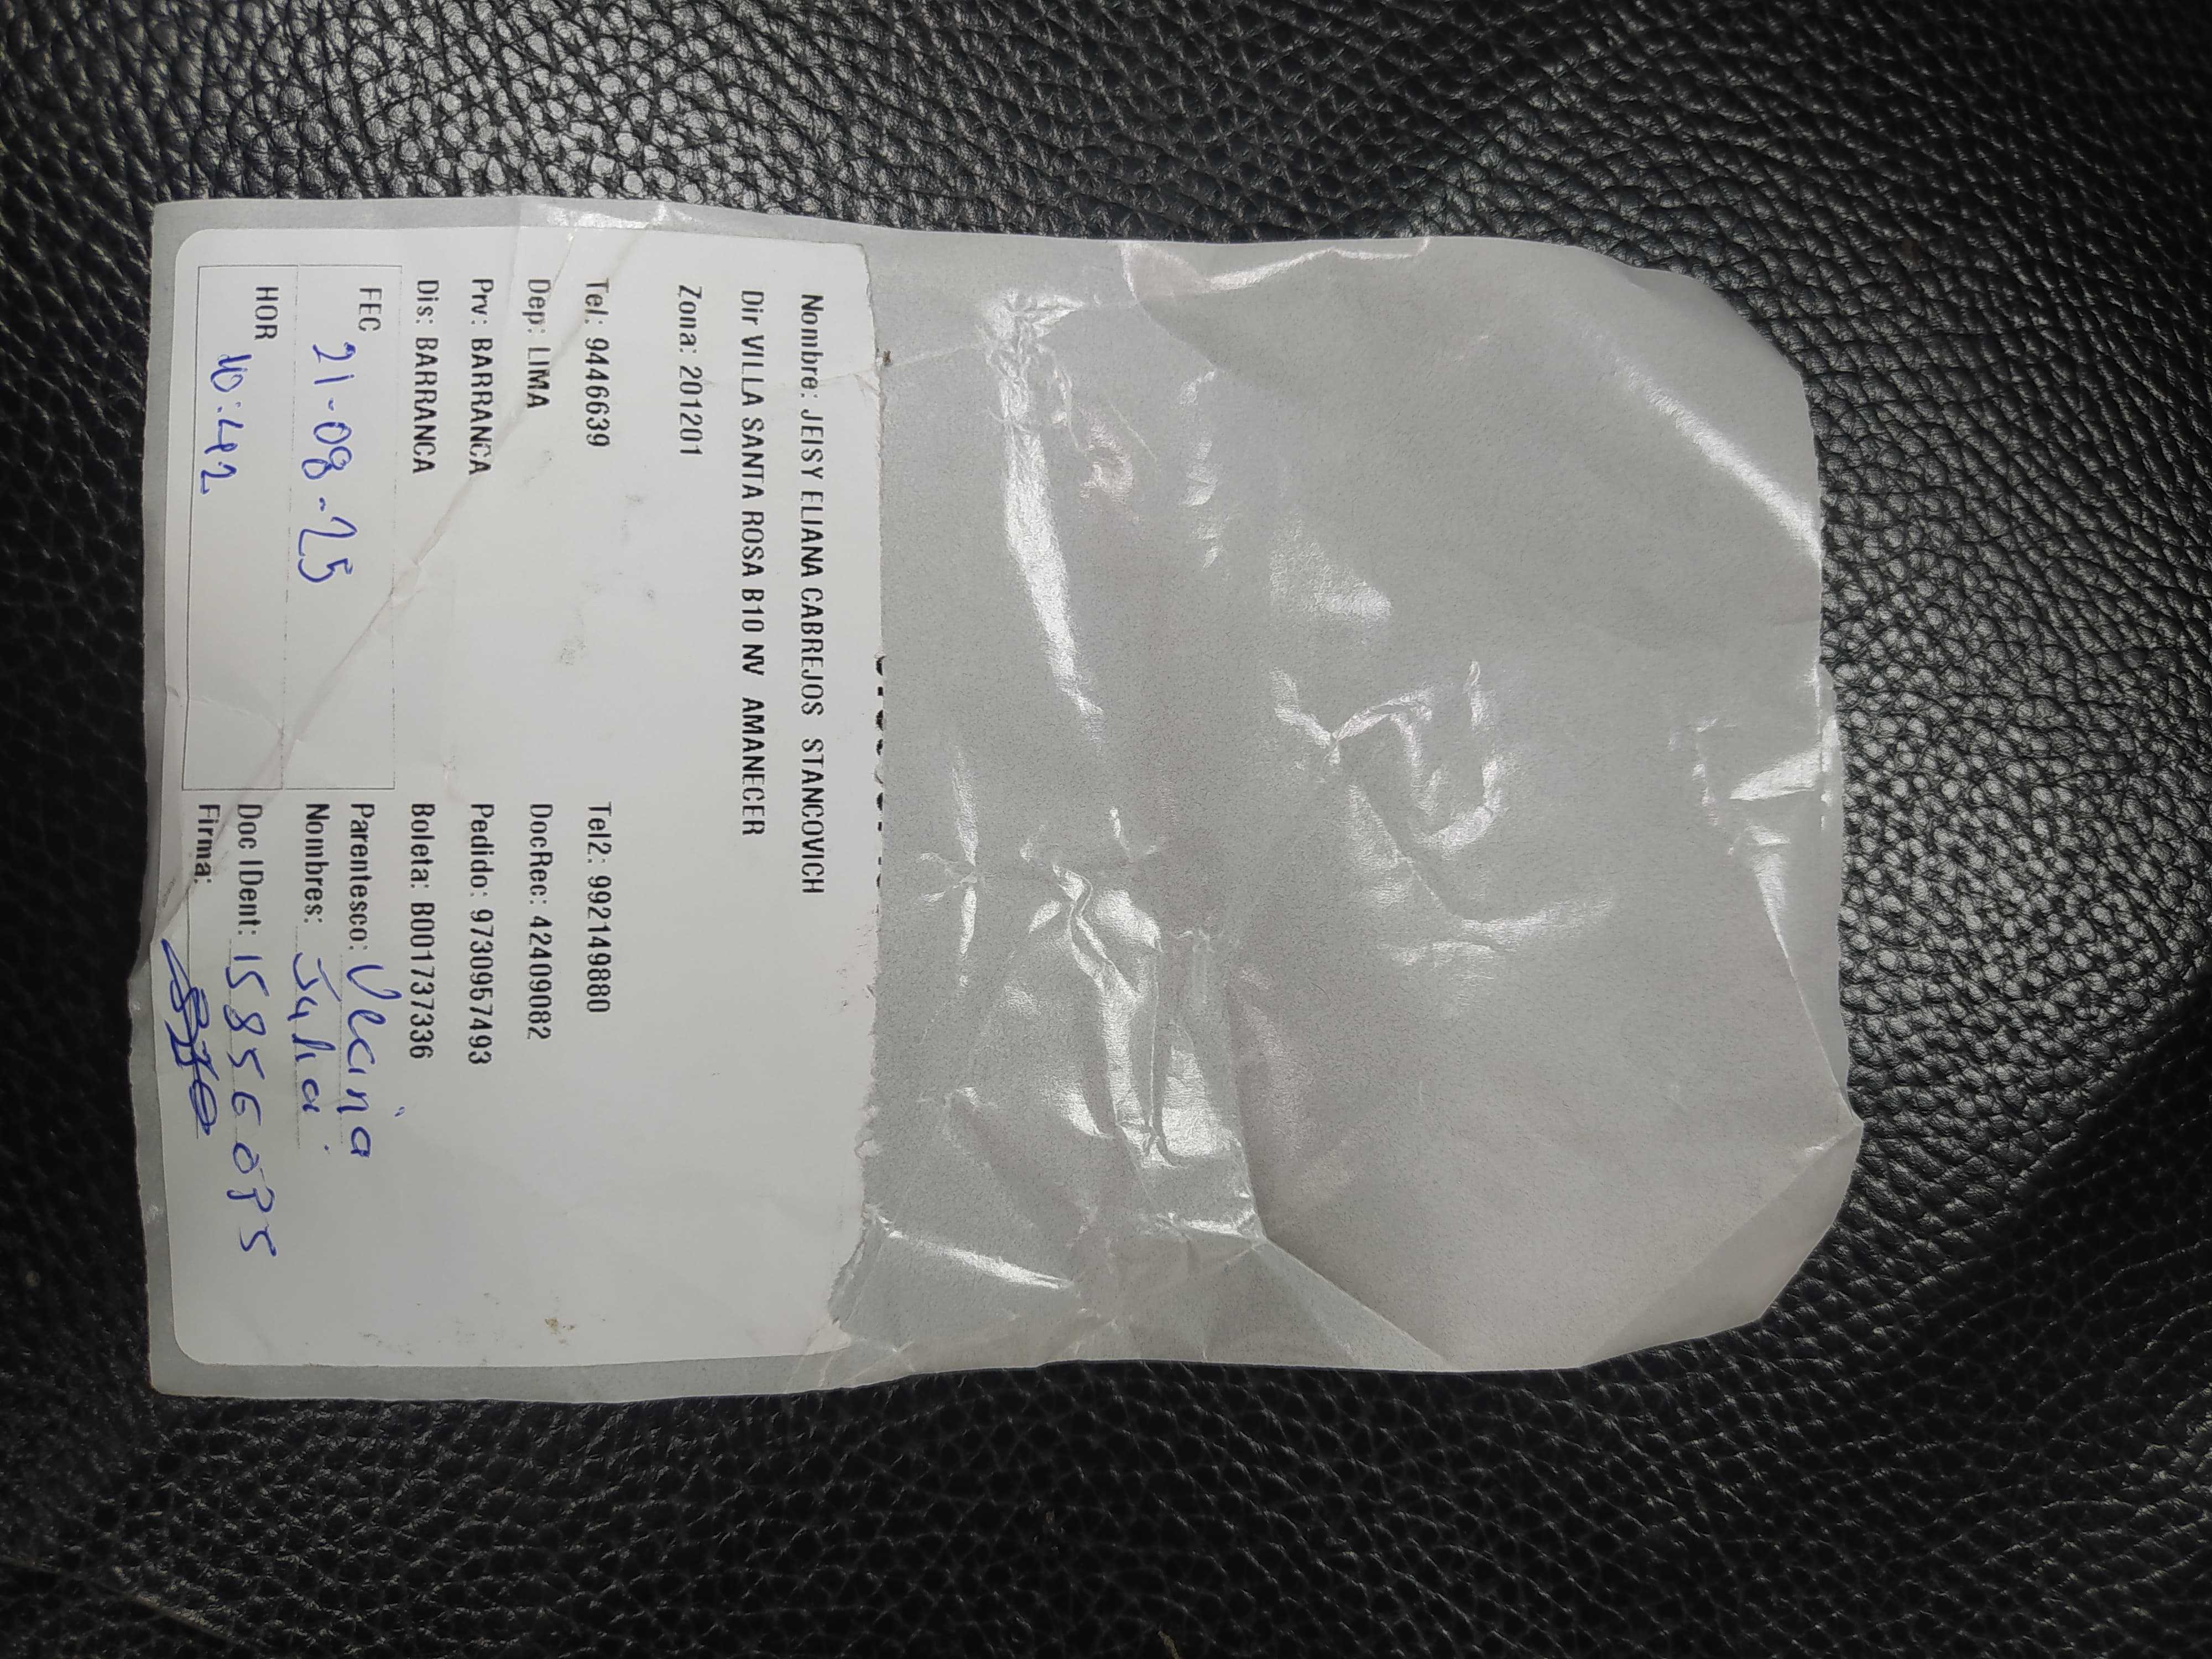 Nombre: JEISY ELIANA CABREJOS STANCOVICH
Dir VILLA SANTA ROSA B10 NV AMANECER
Zona: 201201
Tel: 9446639 Tel2: 992149880
Dep: LIMA DocRec: 42409082
Prv: BARRANCA Pedido: 97309957493
Dis: BARRANCA Boleta: B001737336
FEC 21-08-25 Parentesco: Vecina
HOR 10:42 Nombres: Julia
Doc IDent: 158560
Firma: